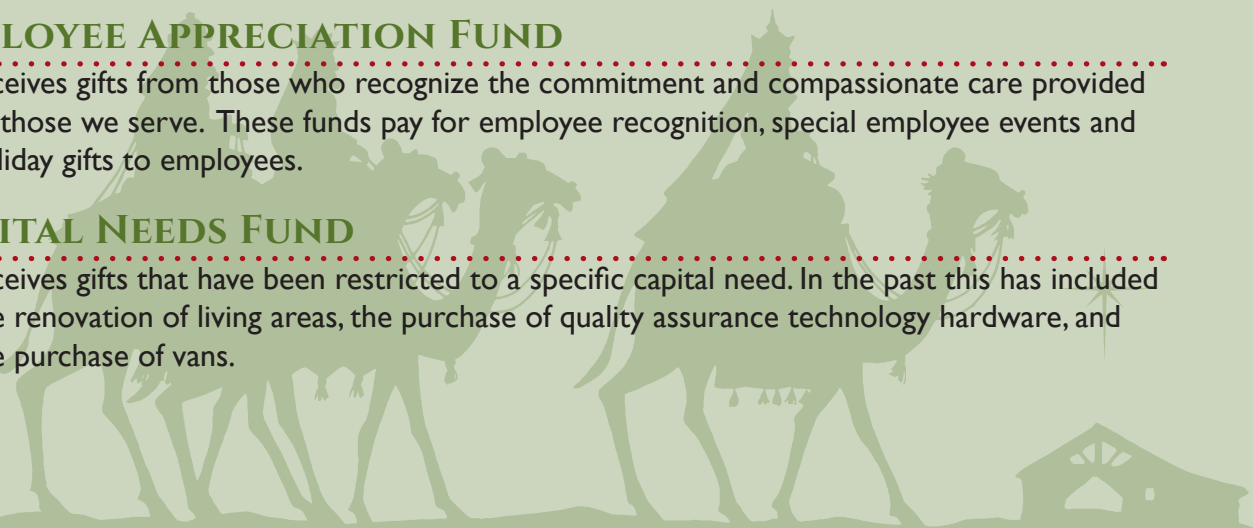 LOYEE APPRECIATION FUND
ceives gifts from those who recognize the commitment and compassionate care provided
those we serve. These funds pay for employee recognition, special employee events and
liday gifts to employees.
ITAL NEEDS FUND
ceives gifts that have been restricted to a specific capital need. In the past this has included
e renovation of living areas, the purchase of quality assurance technology hardware, and
e purchase of vans.